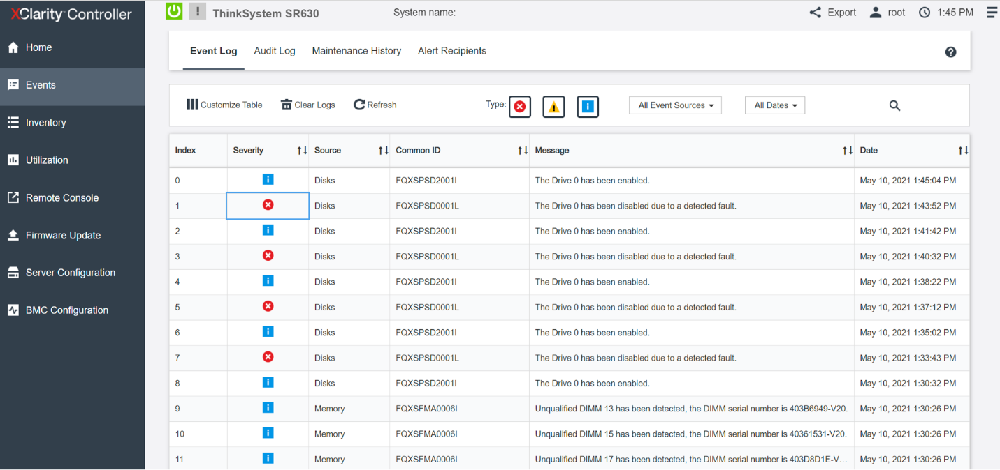 XClarity Controller
ThinkSystem SR630 System name: Export root 1:45 PM
Home
Events
Inventory
Utilization
Remote Console
Firmware Update
Server Configuration
BMC Configuration
Event Log Audit Log Maintenance History Alert Recipients
Customize Table Clear Logs Refresh Type: All Event Sources All Dates
Index Severity Source Common ID Message Date
0 Disks FQXSPSD2001I The Drive 0 has been enabled. May 10, 2021 1:45:04 PM
1 Disks FQXSPSD0001L The Drive 0 has been disabled due to a detected fault. May 10, 2021 1:43:52 PM
2 Disks FQXSPSD2001I The Drive 0 has been enabled. May 10, 2021 1:41:42 PM
3 Disks FQXSPSD0001L The Drive 0 has been disabled due to a detected fault. May 10, 2021 1:40:32 PM
4 Disks FQXSPSD2001I The Drive 0 has been enabled. May 10, 2021 1:38:22 PM
5 Disks FQXSPSD0001L The Drive 0 has been disabled due to a detected fault. May 10, 2021 1:37:12 PM
6 Disks FQXSPSD2001I The Drive 0 has been enabled. May 10, 2021 1:35:02 PM
7 Disks FQXSPSD0001L The Drive 0 has been disabled due to a detected fault. May 10, 2021 1:33:43 PM
8 Disks FQXSPSD2001I The Drive 0 has been enabled. May 10, 2021 1:30:32 PM
9 Memory FQXSFMA0006I Unqualified DIMM 13 has been detected, the DIMM serial number is 403B6949-V20. May 10, 2021 1:30:26 PM
10 Memory FQXSFMA0006I Unqualified DIMM 15 has been detected, the DIMM serial number is 40361531-V20. May 10, 2021 1:30:26 PM
11 Memory FQXSFMA0006I Unqualified DIMM 17 has been detected, the DIMM serial number is 403D8D1E-V... May 10, 2021 1:30:26 PM